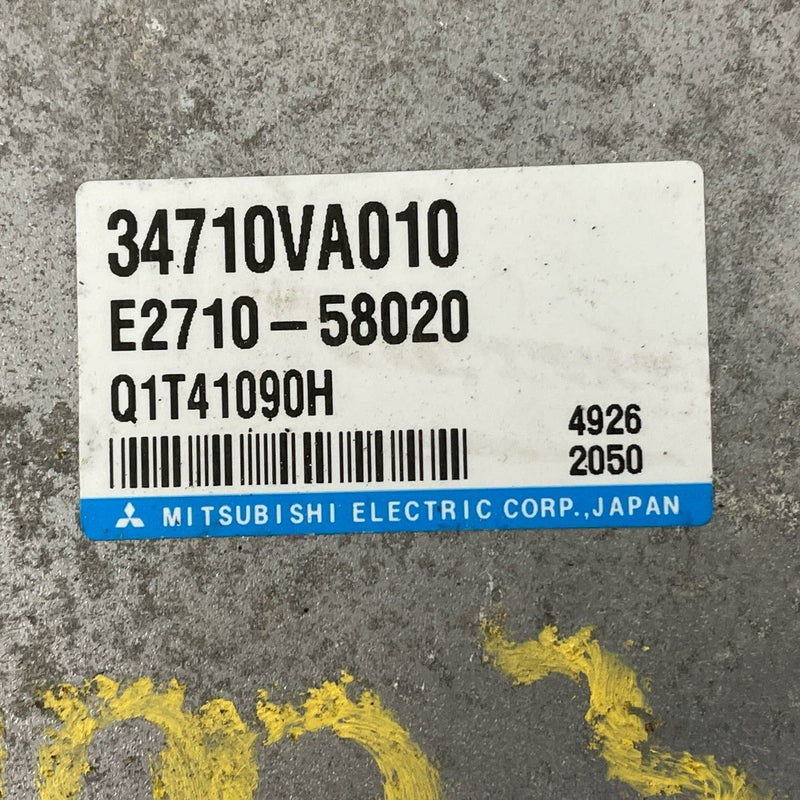 34710VA010
E2710-58020
Q1T41090H
4926
2050
MITSUBISHI ELECTRIC CORP.,JAPAN